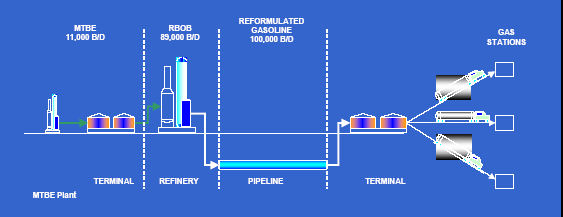 MTBE
11,000 B/D
RBOB
89,000 B/D
REFORMULATED
GASOLINE
100,000 B/D
GAS
STATIONS
TERMINAL
REFINERY
PIPELINE
TERMINAL
MTBE Plant